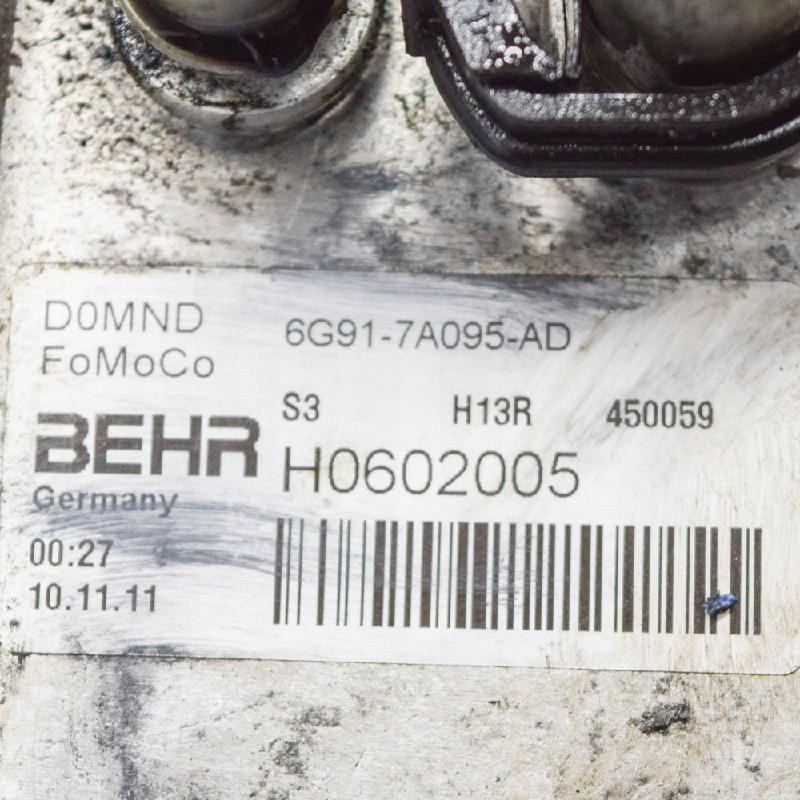 D0MND 6G91-7A095-AD
FoMoCo
S3 H13R 450059
BEHR H0602005
Germany
00:27
10.11.11